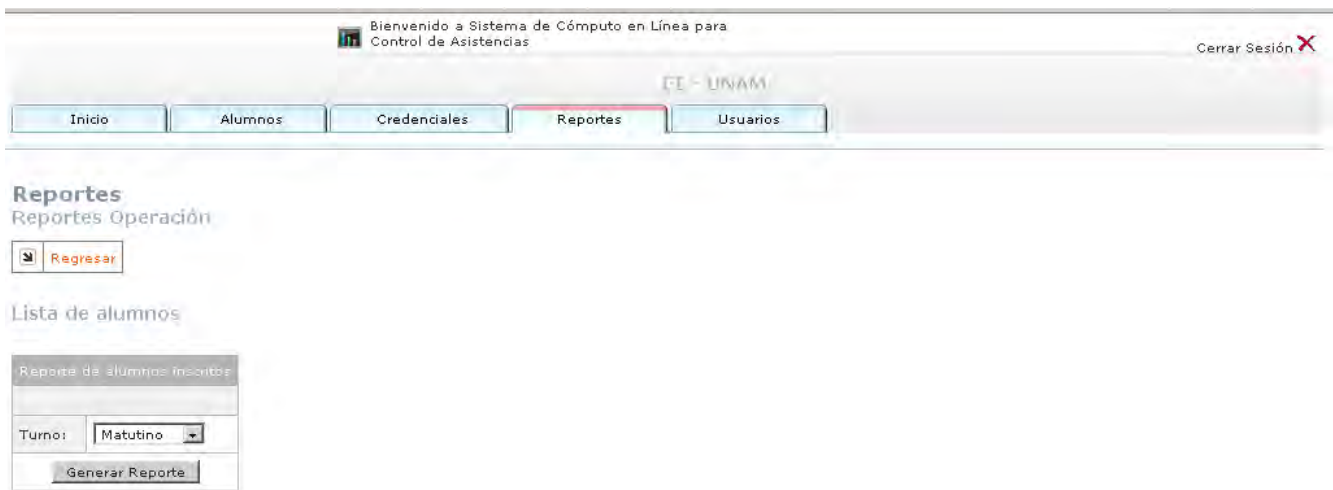 Bienvenido a Sistema de Cómputo en Línea para
Control de Asistencias
Cerrar Sesión
- UNAM
Inicio
Alumnos
Credenciales
Reportes
Usuarios
Reportes
Reportes Operación
Regresar
Lista de alumnos
Reporte de alumnos inscritos
Turno:
Matutino
Generar Reporte